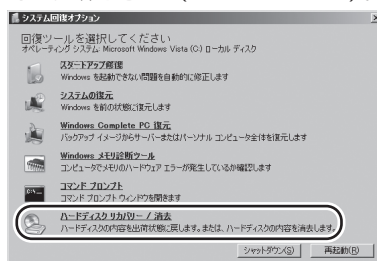 システム回復オプション
回復ツールを選択してください
オペレーティング システム: Microsoft Windows Vista (C:) ローカル ディスク
スタートアップ修復
Windows を起動できない問題を自動的に修正します
システムの復元
Windows を前の状態に復元します
Windows Complete PC 復元
バックアップ イメージからサーバーまたはパーソナル コンピュータ全体を復元します
Windows メモリ診断ツール
コンピュータでメモリのハードウェア エラーが発生しているか確認します
コマンド プロンプト
コマンド プロンプト ウィンドウを開きます
ハードディスク リカバリー / 消去
ハードディスクの内容を出荷状態に戻します。または、ハードディスクの内容を消去します。
シャットダウン(S)
再起動(R)